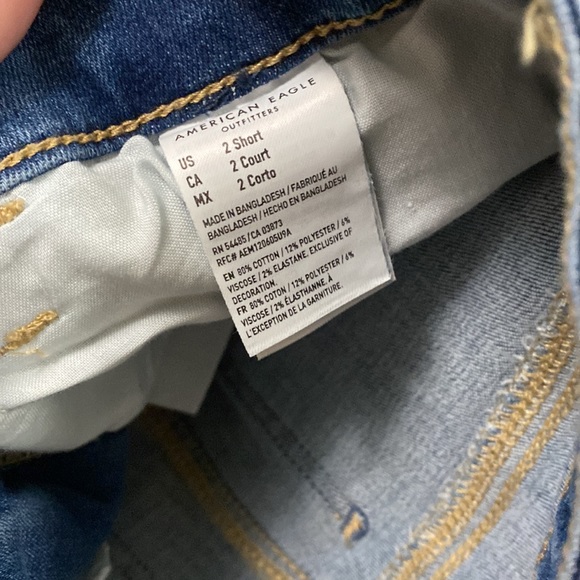 AMERICAN EAGLE
OUTFITTERS
US 2 Short
CA 2 Court
MX 2 Corto
MADE IN BANGLADESH / FABRIQUÉ AU
BANGLADESH / HECHO EN BANGLADESH
RN 54485 / CA 03873
RFC# AEM120605U9A
EN 80% COTTON / 12% POLYESTER / 6%
VISCOSE / 2% ELASTANE. EXCLUSIVE OF
DECORATION.
FR 80% COTON / 12% POLYESTER / 6%
VISCOSE / 2% ÉLASTHANNE. À
L'EXCEPTION DE LA GARNITURE.